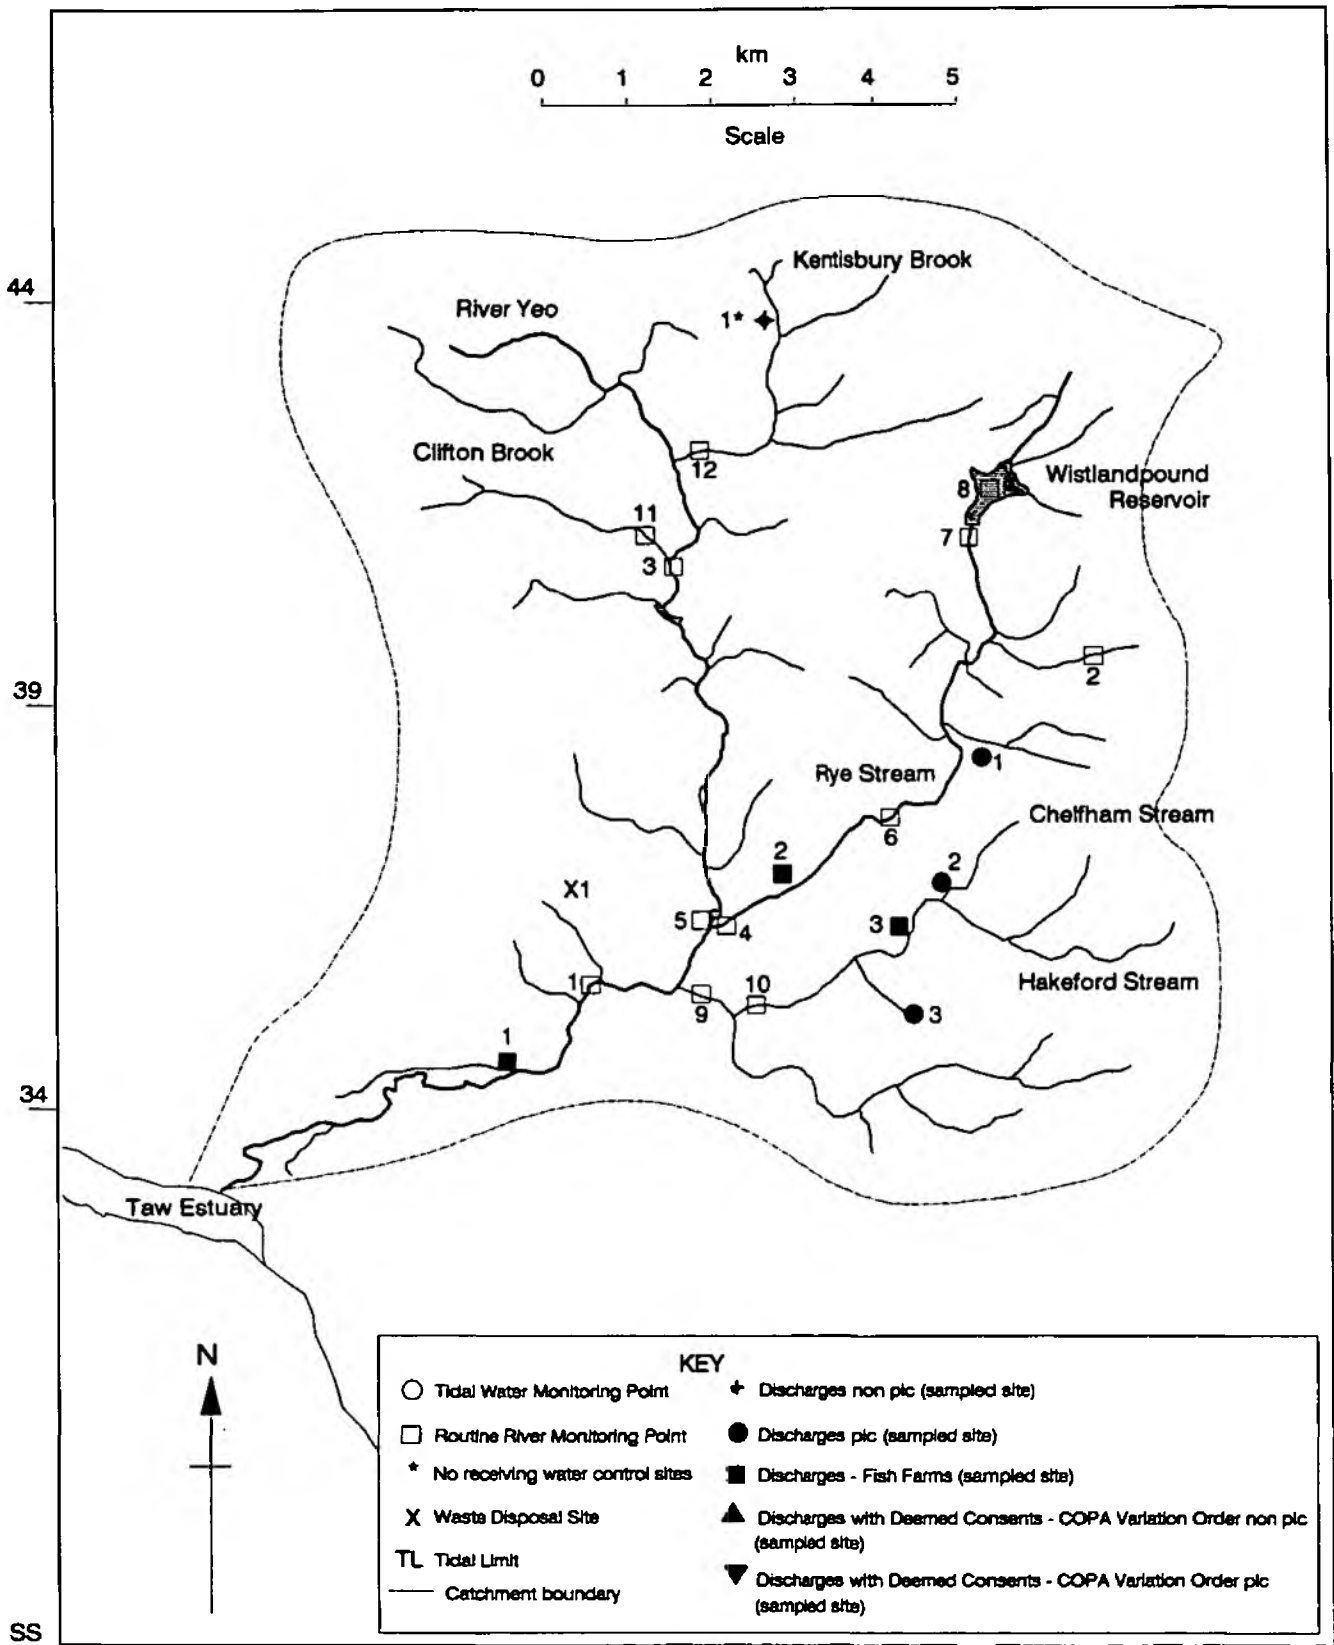 km
0 1 2 3 4 5
Scale
44
Kentisbury Brook
River Yeo
1*
Clifton Brook
12
Wistlandpound
Reservoir
8
11
7
3
39
2
1
Rye Stream
Chelfham Stream
6
2
2
X1
5
4
3
Hakeford Stream
1
10
9
3
1
34
Taw Estuary
N
SS
KEY
Tidal Water Monitoring Point
Routine River Monitoring Point
* No receiving water control sites
X Waste Disposal Site
TL Tidal Limit
Catchment boundary
Discharges non plc (sampled site)
Discharges plc (sampled site)
Discharges - Fish Farms (sampled site)
Discharges with Deemed Consents - COPA Variation Order non plc
(sampled site)
Discharges with Deemed Consents - COPA Variation Order plc
(sampled site)